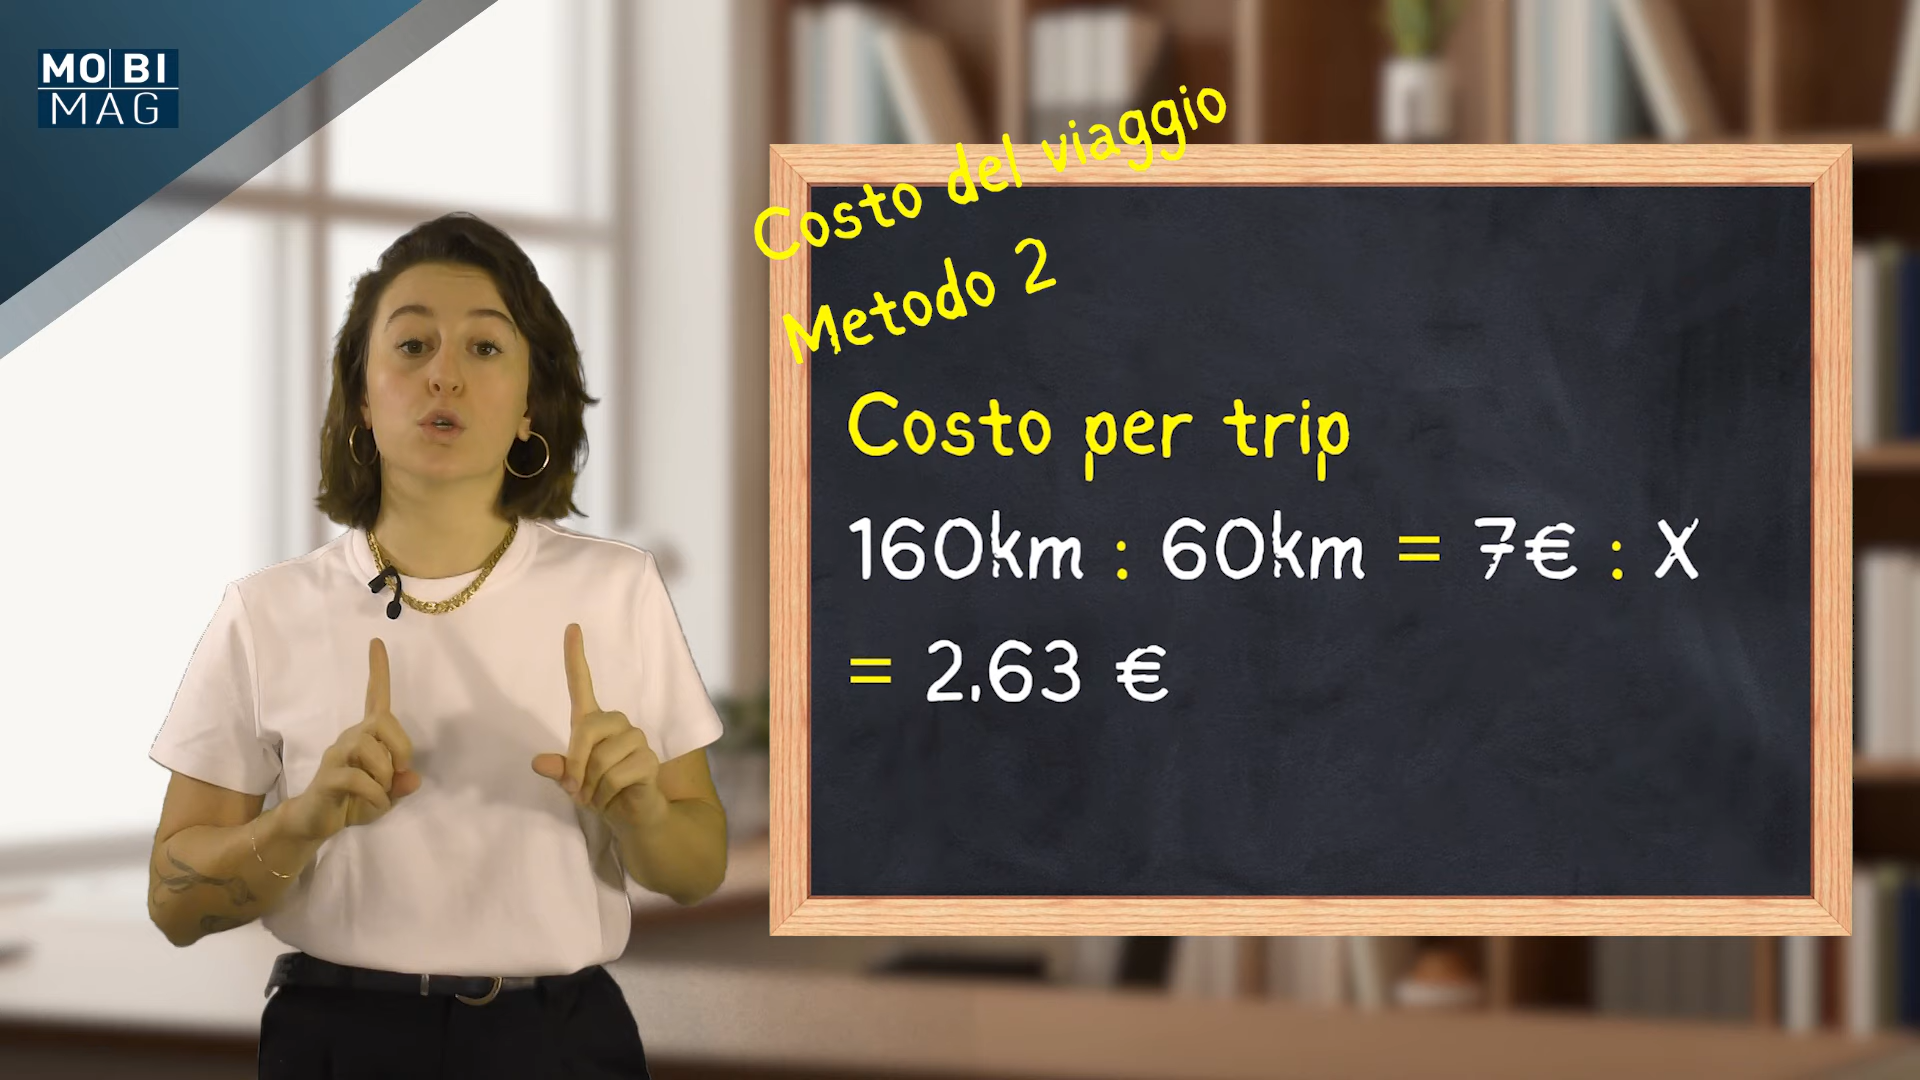 MO|BI
MAG
Costo del viaggio
Metodo 2
Costo per trip
160km : 60km = 7€ : X
= 2.63 €